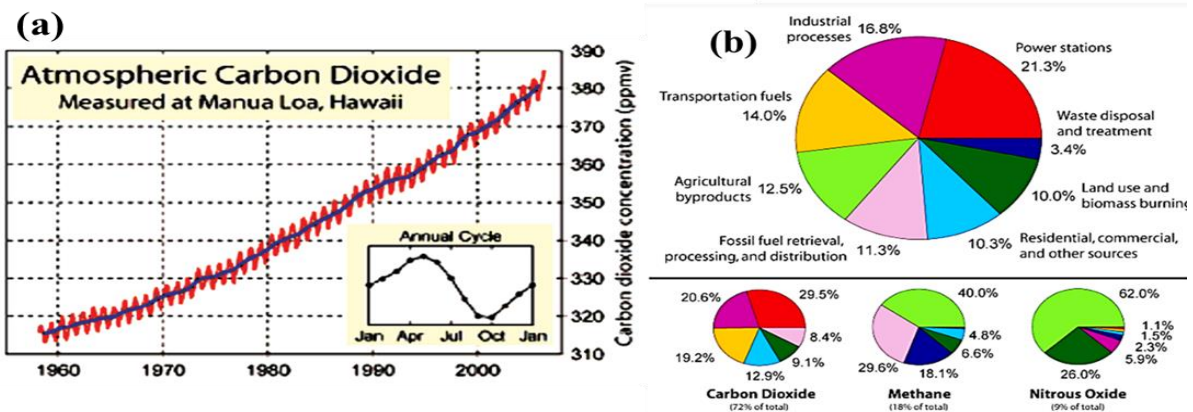 (a)
Atmospheric Carbon Dioxide
Measured at Manua Loa, Hawaii
390
380
370
360
350
340
330
320
310
Carbon dioxide concentration (ppmv)
Annual Cycle
Jan Apr Jul Oct Jan
1960 1970 1980 1990 2000
(b)
Industrial
processes
16.8%
Power stations
21.3%
Transportation fuels
14.0%
Waste disposal
and treatment
3.4%
Agricultural
byproducts
12.5%
10.0%
Land use and
biomass burning
Fossil fuel retrieval,
processing, and distribution
11.3%
10.3%
Residential, commercial,
and other sources
20.6%
29.5%
8.4%
9.1%
12.9%
19.2%
Carbon Dioxide
(72% of total)
40.0%
4.8%
6.6%
18.1%
29.6%
Methane
(18% of total)
62.0%
1.1%
1.5%
2.3%
5.9%
26.0%
Nitrous Oxide
(9% of total)